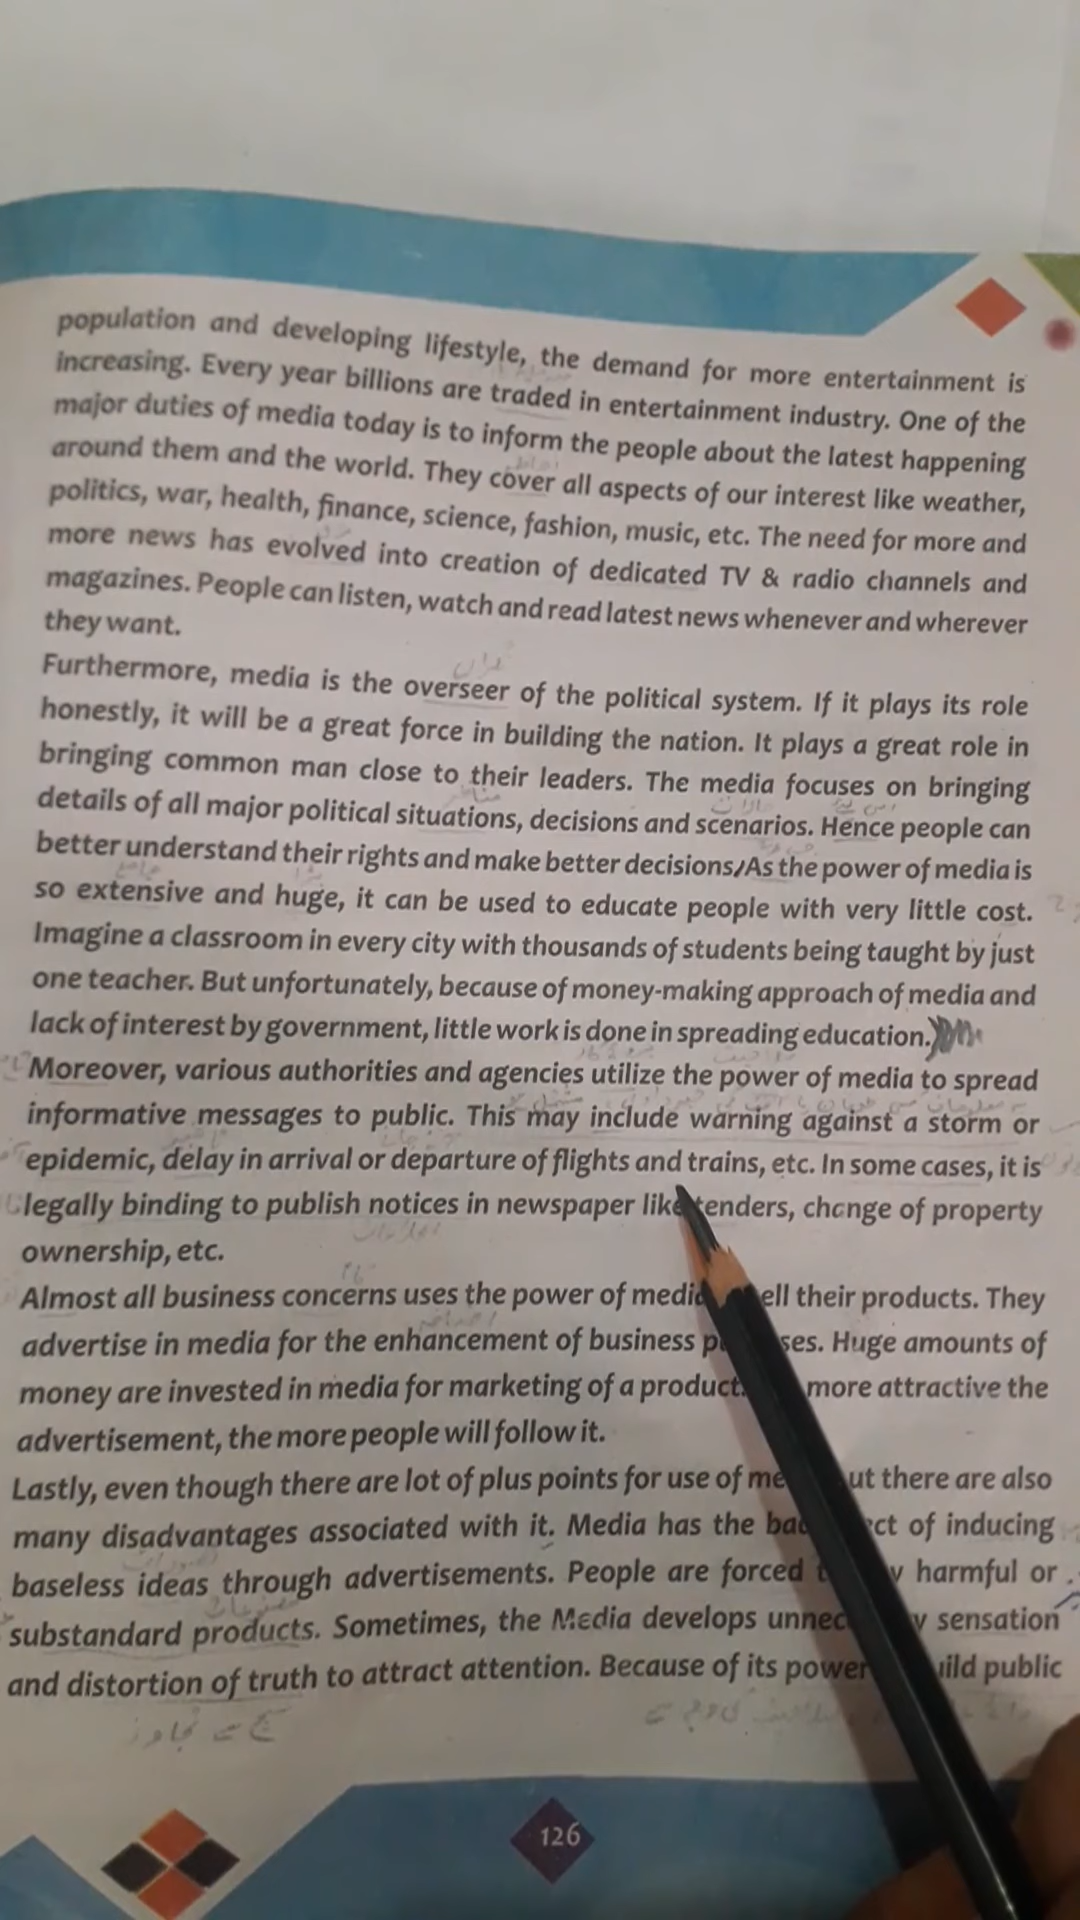 population and developing lifestyle, the demand for more entertainment is
increasing. Every year billions are traded in entertainment industry. One of the
major duties of media today is to inform the people about the latest happening
around them and the world. They cover all aspects of our interest like weather,
politics, war, health, finance, science, fashion, music, etc. The need for more and
more news has evolved into creation of dedicated TV & radio channels and
magazines. People can listen, watch and read latest news whenever and wherever
they want.
نگران
Furthermore, media is the overseer of the political system. If it plays its role
honestly, it will be a great force in building the nation. It plays a great role in
bringing common man close to their leaders. The media focuses on bringing
مناظر حالات اس لیے
details of all major political situations, decisions and scenarios. Hence people can
better understand their rights and make better decisions/As the power of media is
so extensive and huge, it can be used to educate people with very little cost.
Imagine a classroom in every city with thousands of students being taught by just
one teacher. But unfortunately, because of money-making approach of media and
lack of interest by government, little work is done in spreading education.
Moreover, various authorities and agencies utilize the power of media to spread
informative messages to public. This may include warning against a storm or
epidemic, delay in arrival or departure of flights and trains, etc. In some cases, it is
legally binding to publish notices in newspaper like tenders, change of property
ownership, etc.
Almost all business concerns uses the power of media ell their products. They
advertise in media for the enhancement of business p ses. Huge amounts of
money are invested in media for marketing of a product. more attractive the
advertisement, the more people will follow it.
Lastly, even though there are lot of plus points for use of me ut there are also
many disadvantages associated with it. Media has the ba ct of inducing
baseless ideas through advertisements. People are forced harmful or
substandard products. Sometimes, the Media develops unnec y sensation
and distortion of truth to attract attention. Because of its power uild public
سچ سے تجاوز
126